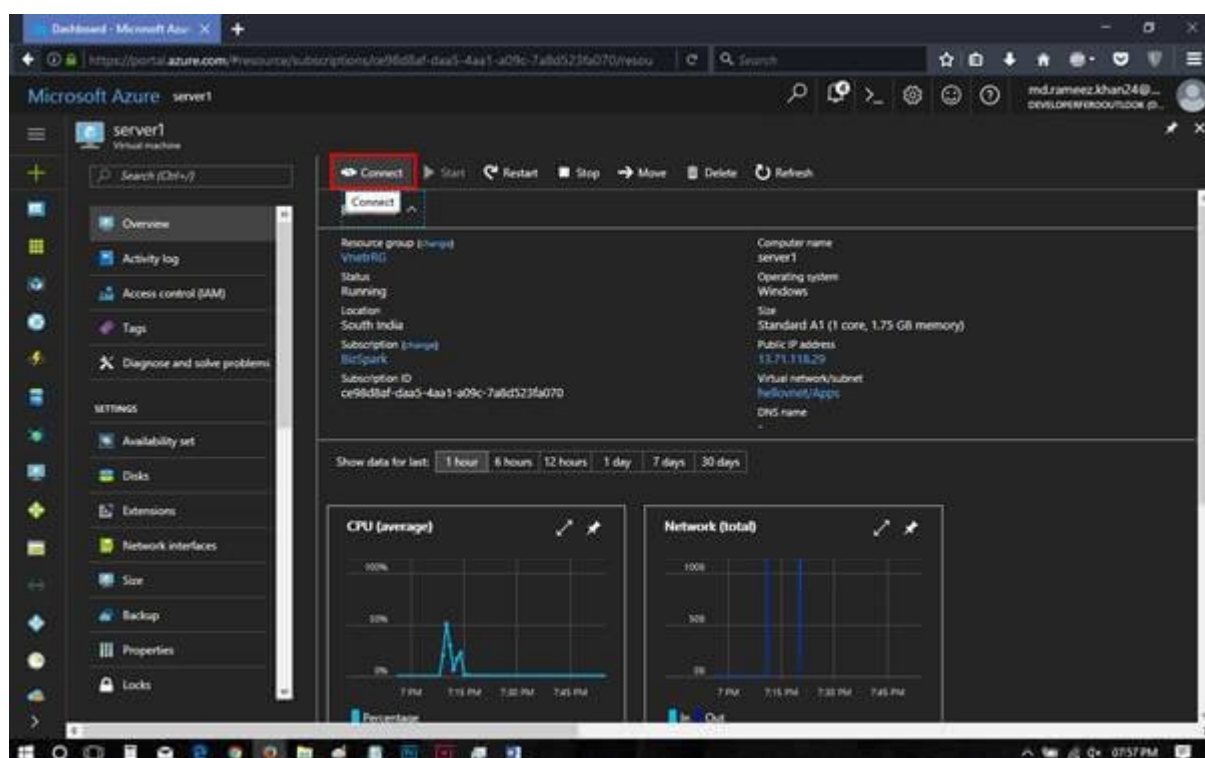 Dashboard - Microsoft Azur
https://portal.azure.com/#resource/subscriptions/ce98d8af-daa5-4aa1-a09c-7a8d523fa070/resou
Search
Microsoft Azure server1
md.rameez.khan24@...
server1
Virtual machine
Search (Ctrl+/)
Connect Start Restart Stop Move Delete Refresh
Connect
Overview
Activity log
Access control (IAM)
Tags
Diagnose and solve problems
SETTINGS
Availability set
Disks
Extensions
Network interfaces
Size
Backup
Properties
Locks
Resource group (change)
VnetrRG
Status
Running
Location
South India
Subscription (change)
BizSpark
Subscription ID
ce98d8af-daa5-4aa1-a09c-7a8d523fa070
Computer name
server1
Operating system
Windows
Size
Standard A1 (1 core, 1.75 GB memory)
Public IP address
13.71.118.29
Virtual network/subnet
hellovnet/Apps
DNS name
-
Show data for last: 1 hour 6 hours 12 hours 1 day 7 days 30 days
CPU (average)
100%
50%
0%
7 PM 7:15 PM 7:30 PM 7:45 PM
Percentage
Network (total)
100B
50B
0B
7 PM 7:15 PM 7:30 PM 7:45 PM
In Out
07:57 PM